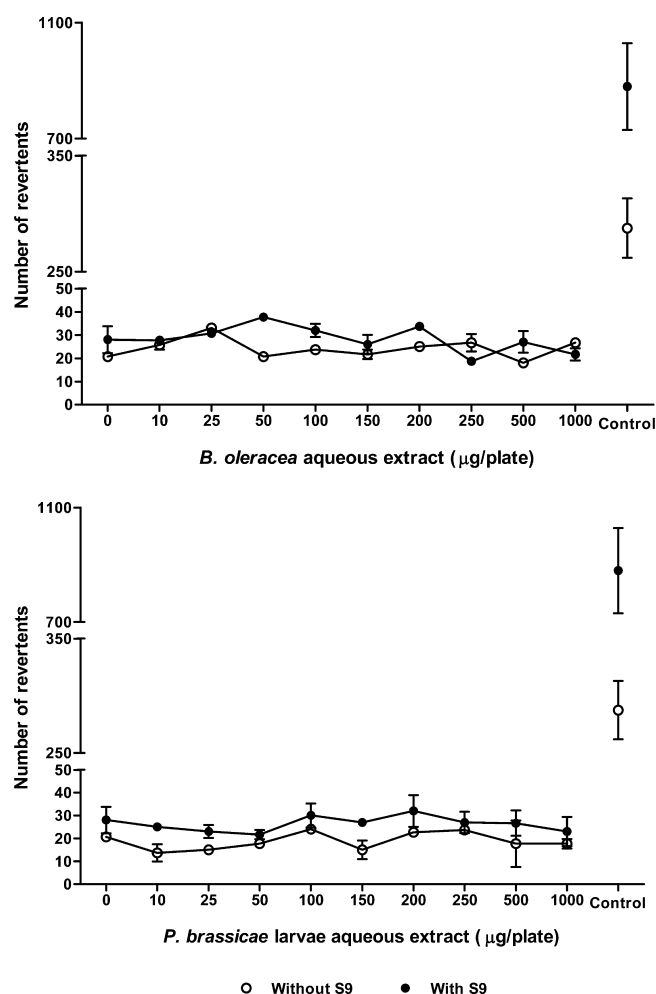 1100
700
350
250
50
40
30
20
10
0
Number of revertents
0 10 25 50 100 150 200 250 500 1000 Control
B. oleracea aqueous extract ( μg/plate)
1100
700
350
250
50
40
30
20
10
0
Number of revertents
0 10 25 50 100 150 200 250 500 1000 Control
P. brassicae larvae aqueous extract ( μg/plate)
Without S9 With S9